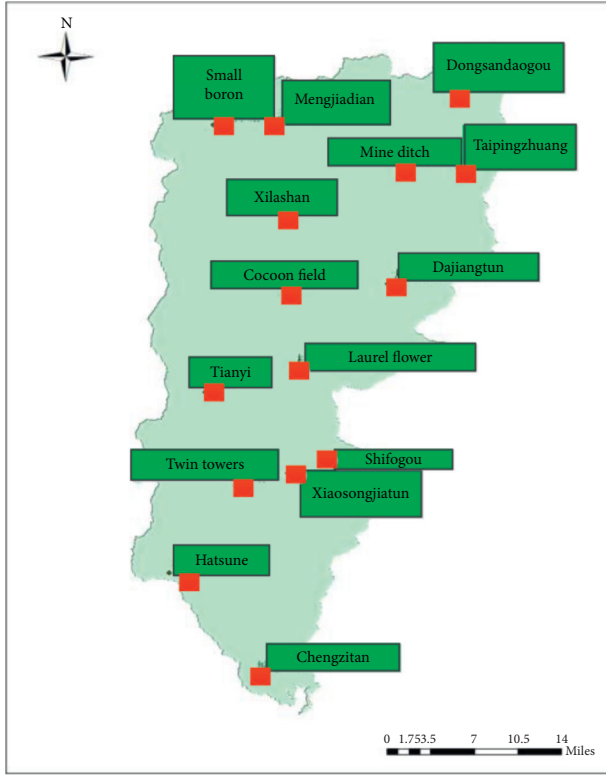 N
Small
boron
Mengjiadian
Dongsandaogou
Mine ditch
Taipingzhuang
Xilashan
Cocoon field
Dajiangtun
Laurel flower
Tianyi
Twin towers
Shifogou
Xiaosongjiatun
Hatsune
Chengzitan
0 1.753.5 7 10.5 14
Miles